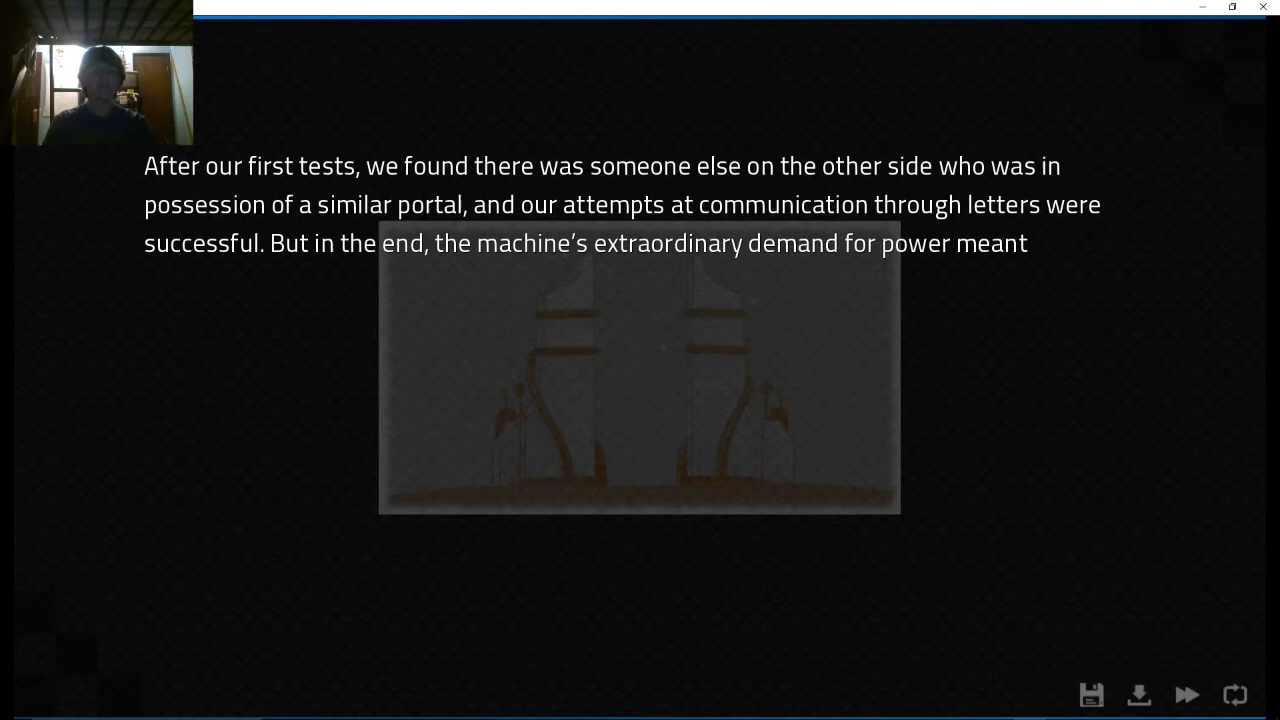 After our first tests, we found there was someone else on the other side who was in
possession of a similar portal, and our attempts at communication through letters were
successful. But in the end, the machine’s extraordinary demand for power meant